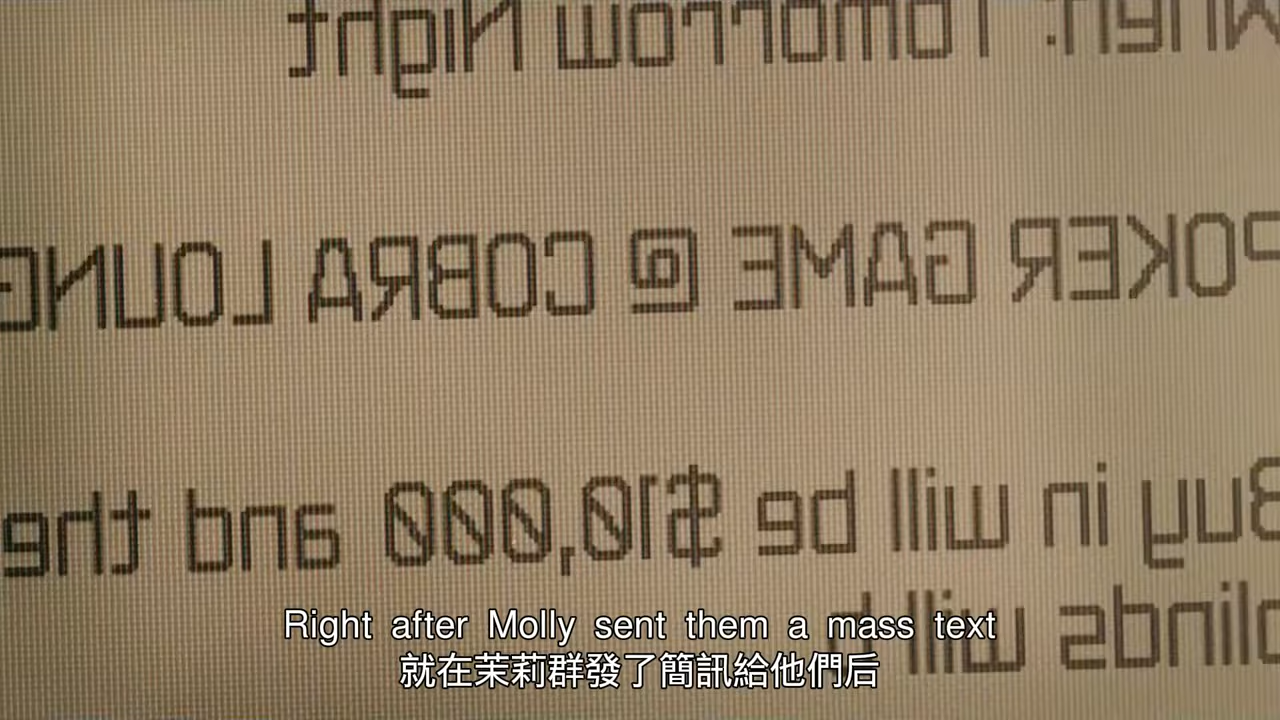 When: Tomorrow Night
POKER GAME @ COBRA LOUNG
Buy in will be $10,000 and the
blinds will b
Right after Molly sent them a mass text
就在茉莉群發了簡訊給他們后